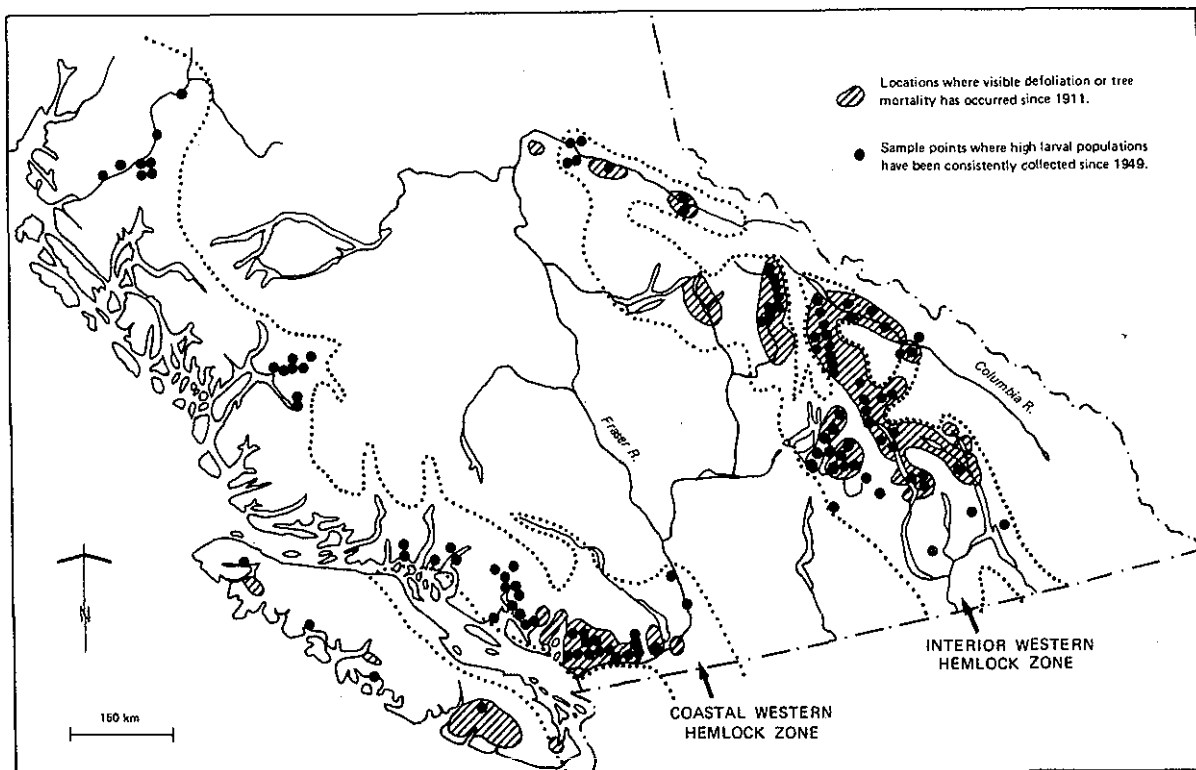 Locations where visible defoliation or tree
mortality has occurred since 1911.
Sample points where high larval populations
have been consistently collected since 1949.
Columbia R.
Fraser R.
N
INTERIOR WESTERN
HEMLOCK ZONE
COASTAL WESTERN
HEMLOCK ZONE
150 km